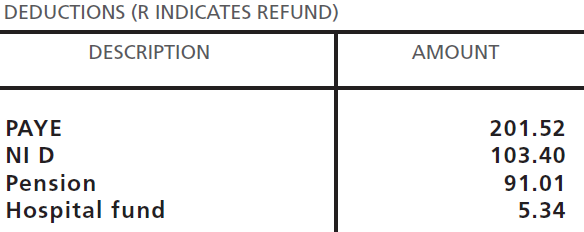 DEDUCTIONS (R INDICATES REFUND)
DESCRIPTION AMOUNT
PAYE 201.52
NI D 103.40
Pension 91.01
Hospital fund 5.34